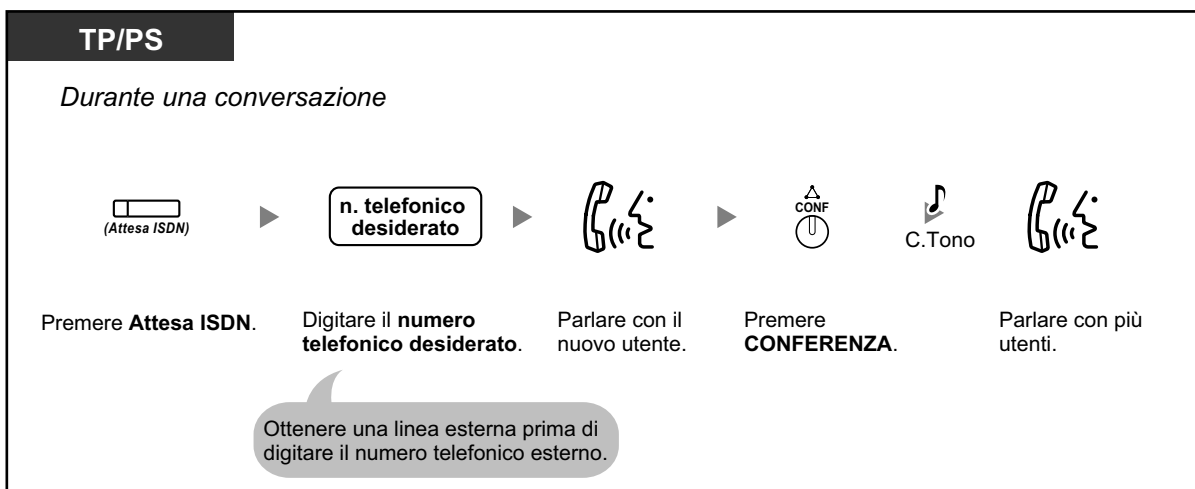 TP/PS
Durante una conversazione
(Attesa ISDN)
n. telefonico
desiderato
CONF
C.Tono
Premere Attesa ISDN.
Digitare il numero
telefonico desiderato.
Parlare con il
nuovo utente.
Premere
CONFERENZA.
Parlare con più
utenti.
Ottenere una linea esterna prima di
digitare il numero telefonico esterno.